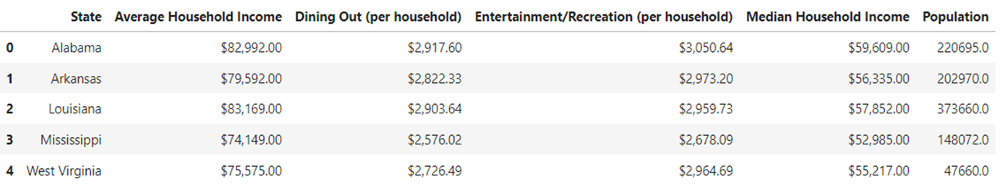 State Average Household Income Dining Out (per household) Entertainment/Recreation (per household) Median Household Income Population
0 Alabama $82,992.00 $2,917.60 $3,050.64 $59,609.00 220695.0
1 Arkansas $79,592.00 $2,822.33 $2,973.20 $56,335.00 202970.0
2 Louisiana $83,169.00 $2,903.64 $2,959.73 $57,852.00 373660.0
3 Mississippi $74,149.00 $2,576.02 $2,678.09 $52,985.00 148072.0
4 West Virginia $75,575.00 $2,726.49 $2,964.69 $55,217.00 47660.0